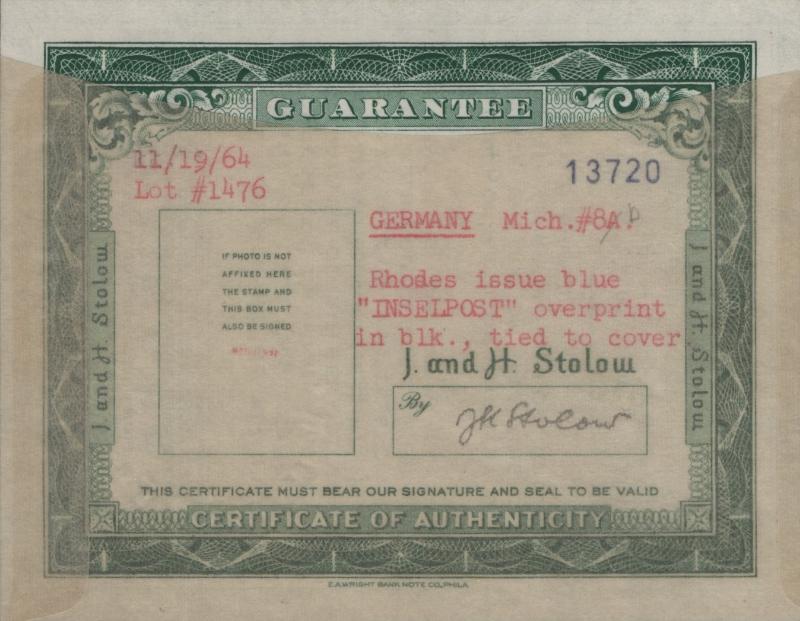 GUARANTEE
11/19/64
Lot #1476
13720
GERMANY Mich.#8A. b
IF PHOTO IS NOT
AFFIXED HERE
THE STAMP AND
THIS BOX MUST
ALSO BE SIGNED
Rhodes issue blue
"INSELPOST" overprint
in blk., tied to cover
J. and H. Stolow
By JH Stolow
J. and H. Stolow
J. and H. Stolow
THIS CERTIFICATE MUST BEAR OUR SIGNATURE AND SEAL TO BE VALID
CERTIFICATE OF AUTHENTICITY
E.A.WRIGHT BANK NOTE CO., PHILA.